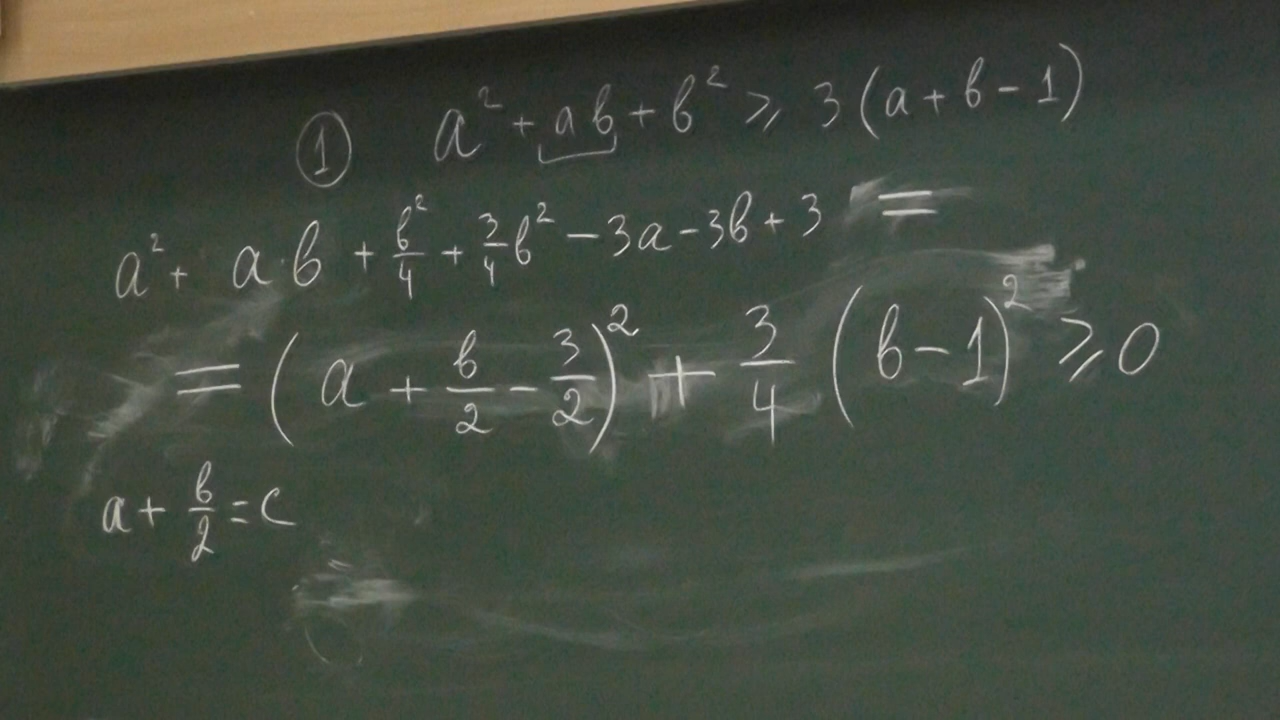 ① a² + ab + b² ⩾ 3(a + b − 1)
a² + a·b + b²/4 + 3/4 b² − 3a − 3b + 3 =
= (a + b/2 − 3/2)² + 3/4 (b − 1)² ⩾ 0
a + b/2 = c